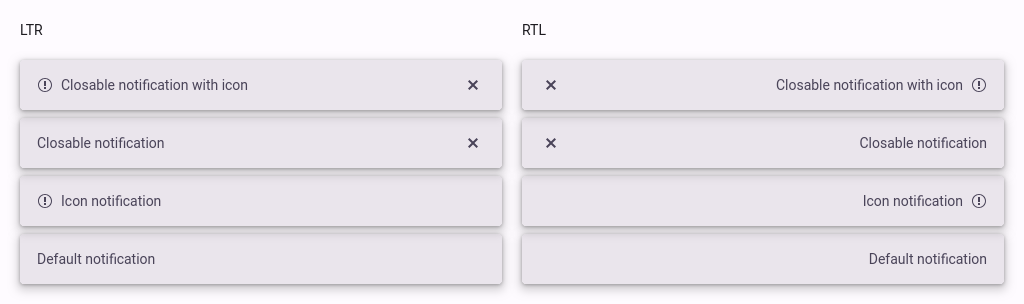 LTR
Closable notification with icon
Closable notification
Icon notification
Default notification
RTL
Closable notification with icon
Closable notification
Icon notification
Default notification